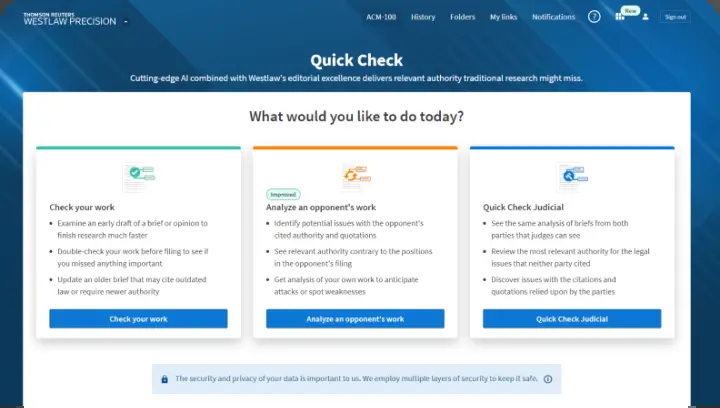 THOMSON REUTERS
WESTLAW PRECISION
ACM-100 History Folders My links Notifications ? New Sign out
Quick Check
Cutting-edge AI combined with Westlaw's editorial excellence delivers relevant authority traditional research might miss.
What would you like to do today?
Check your work
Examine an early draft of a brief or opinion to
finish research much faster
Double-check your work before filing to see if
you missed anything important
Update an older brief that may cite outdated
law or require newer authority
Check your work
Improved
Analyze an opponent's work
Identify potential issues with the opponent's
cited authority and quotations
See relevant authority contrary to the positions
in the opponent's filing
Get analysis of your own work to anticipate
attacks or spot weaknesses
Analyze an opponent's work
Quick Check Judicial
See the same analysis of briefs from both
parties that judges can see
Review the most relevant authority for the legal
issues that neither party cited
Discover issues with the citations and
quotations relied upon by the parties
Quick Check Judicial
The security and privacy of your data is important to us. We employ multiple layers of security to keep it safe.